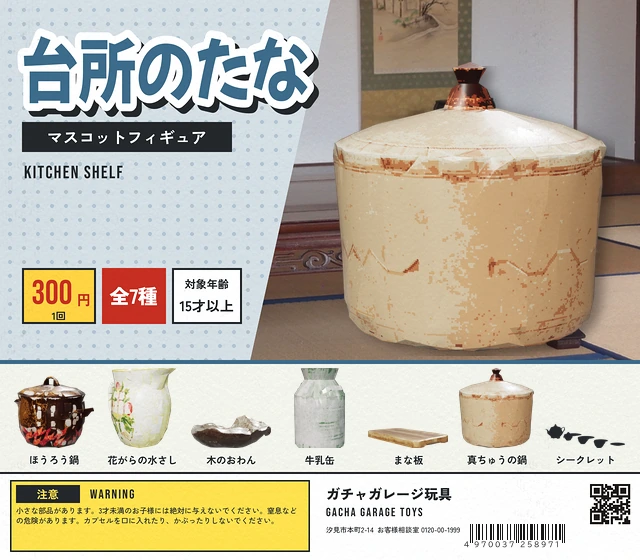 台所のたな
マスコットフィギュア
KITCHEN SHELF
300円
1回
全7種
対象年齢
15才以上
ほうろう鍋
花がらの水さし
木のおわん
牛乳缶
まな板
真ちゅうの鍋
シークレット
注意 WARNING
小さな部品があります。3才未満のお子様には絶対に与えないでください。窒息など
の危険があります。カプセルを口に入れたり、かぶったりしないでください。
ガチャガレージ玩具
GACHA GARAGE TOYS
汐見市本町2-14 お客様相談室 0120-00-1999
4 970037 258971